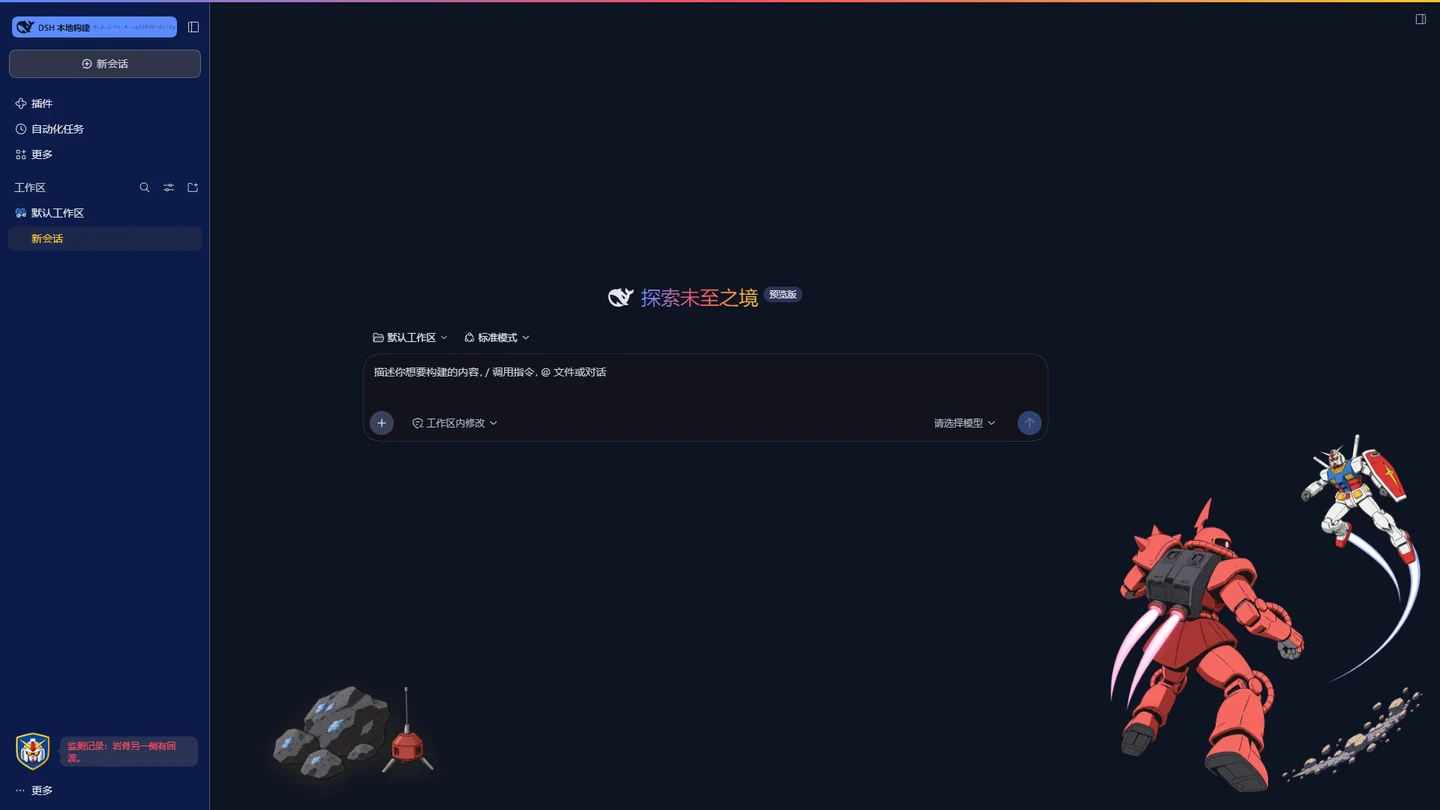 DSH 本地构建
新会话
插件
自动化任务
更多
工作区
默认工作区
新会话
探索未至之境 预览版
默认工作区 标准模式
描述你想要构建的内容, / 调用指令, @ 文件或对话
工作区内修改 请选择模型
监测记录：岩脊另一侧有回
波。
更多